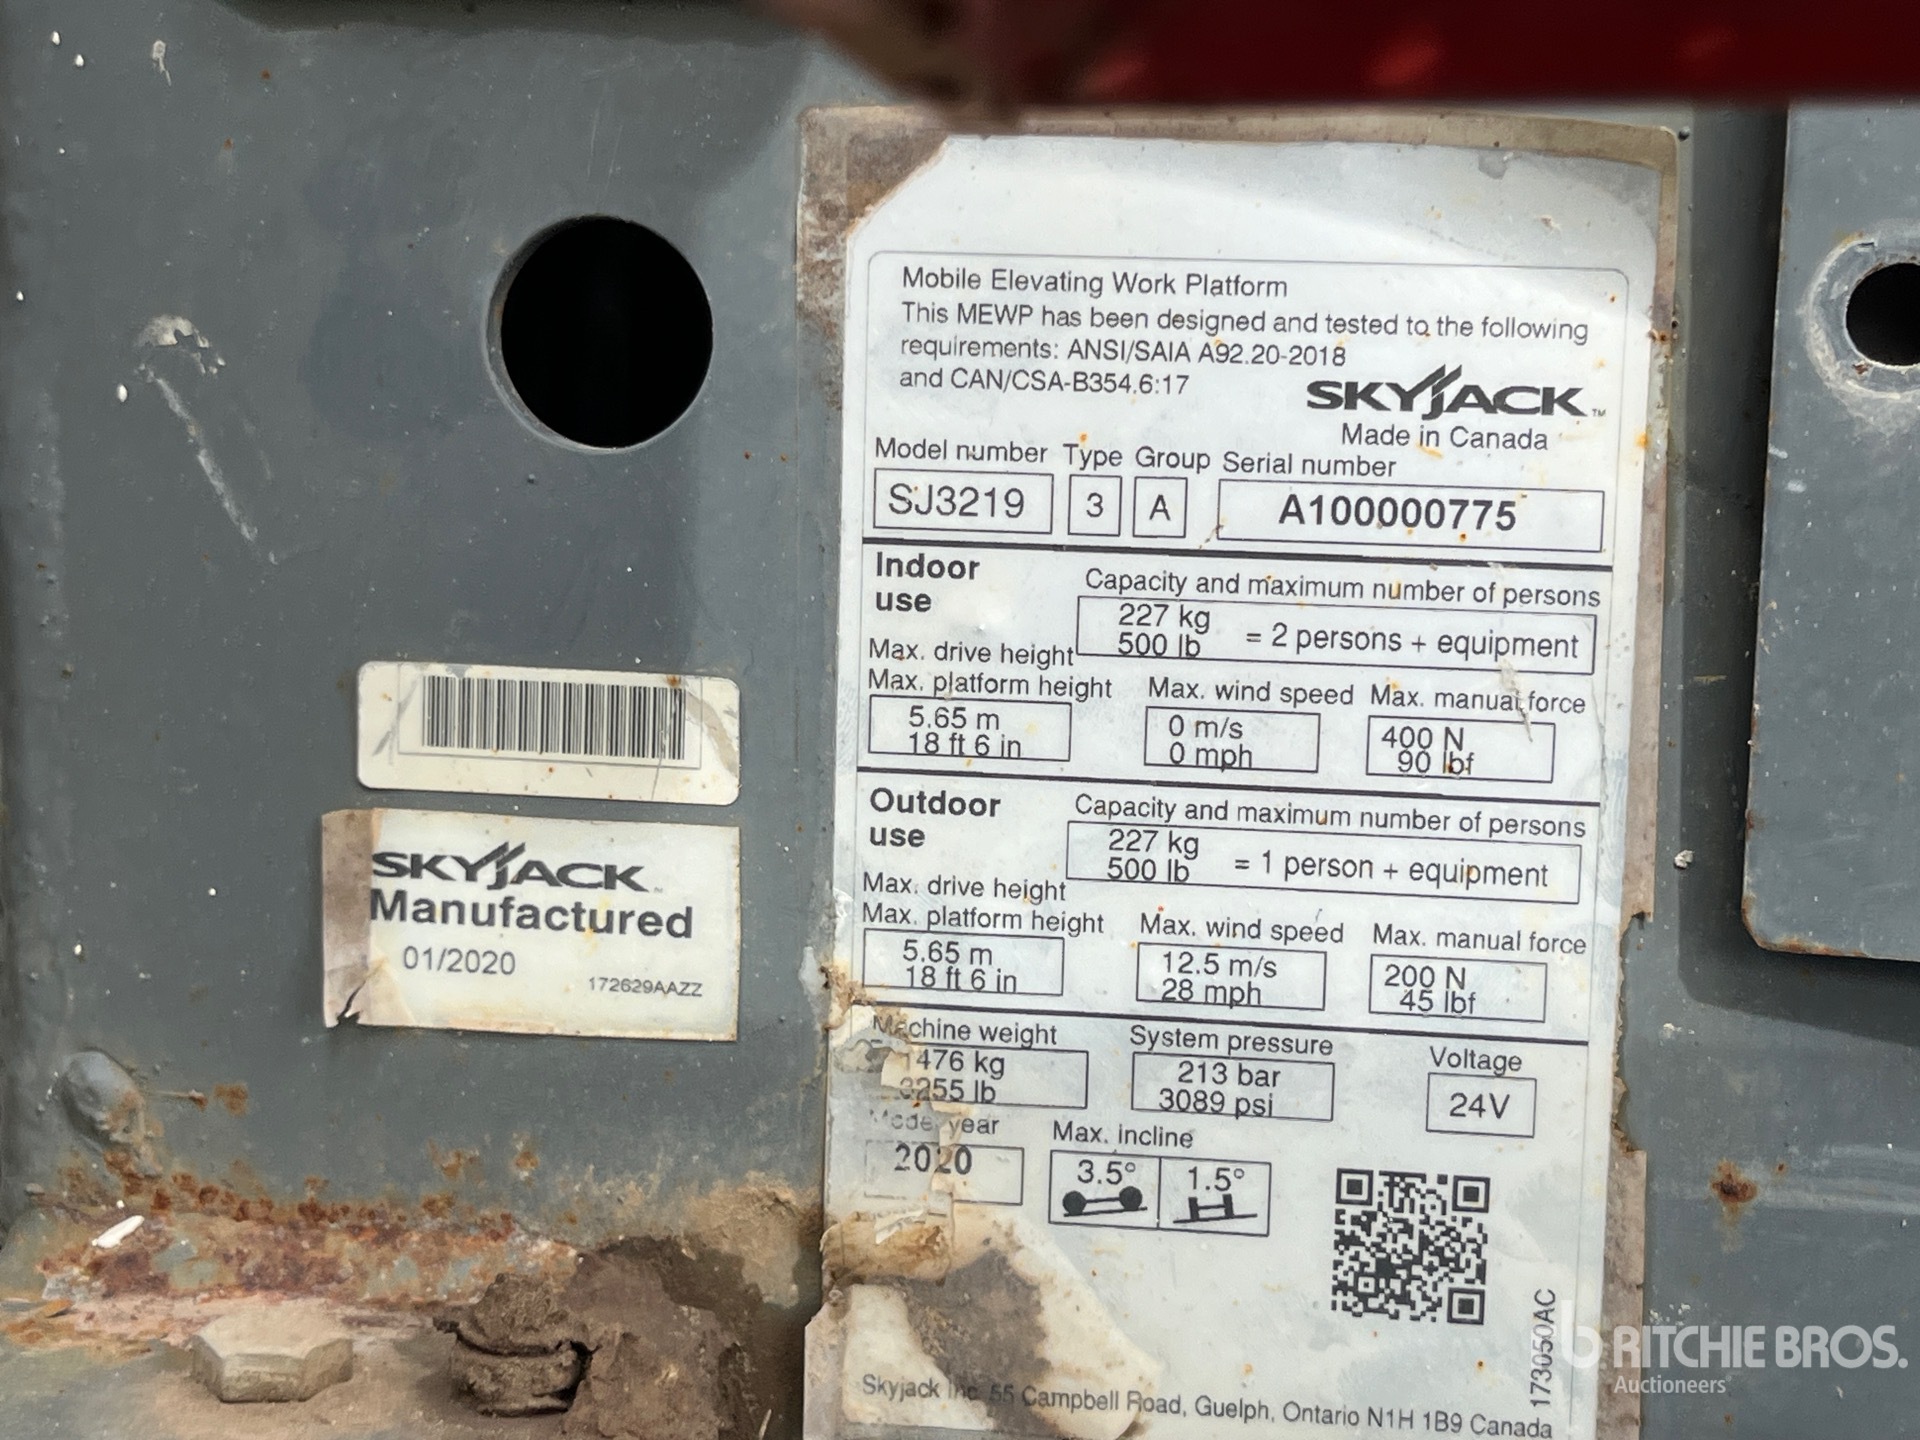 Mobile Elevating Work Platform
This MEWP has been designed and tested to the following
requirements: ANSI/SAIA A92.20-2018
and CAN/CSA-B354.6:17
SKYJACK™
Made in Canada
Model number Type Group Serial number
SJ3219 3 A A100000775
Indoor
use
Capacity and maximum number of persons
227 kg
500 lb = 2 persons + equipment
Max. drive height
Max. platform height Max. wind speed Max. manual force
5.65 m 0 m/s 400 N
18 ft 6 in 0 mph 90 lbf
Outdoor
use
Capacity and maximum number of persons
227 kg
500 lb = 1 person + equipment
Max. drive height
Max. platform height Max. wind speed Max. manual force
5.65 m 12.5 m/s 200 N
18 ft 6 in 28 mph 45 lbf
Machine weight System pressure Voltage
1476 kg 213 bar 24V
3255 lb 3089 psi
Model year Max. incline
2020 3.5° 1.5°
173050AC
Skyjack Inc. 55 Campbell Road, Guelph, Ontario N1H 1B9 Canada
SKYJACK™
Manufactured
01/2020
172629AAZZ
RITCHIE BROS.
Auctioneers